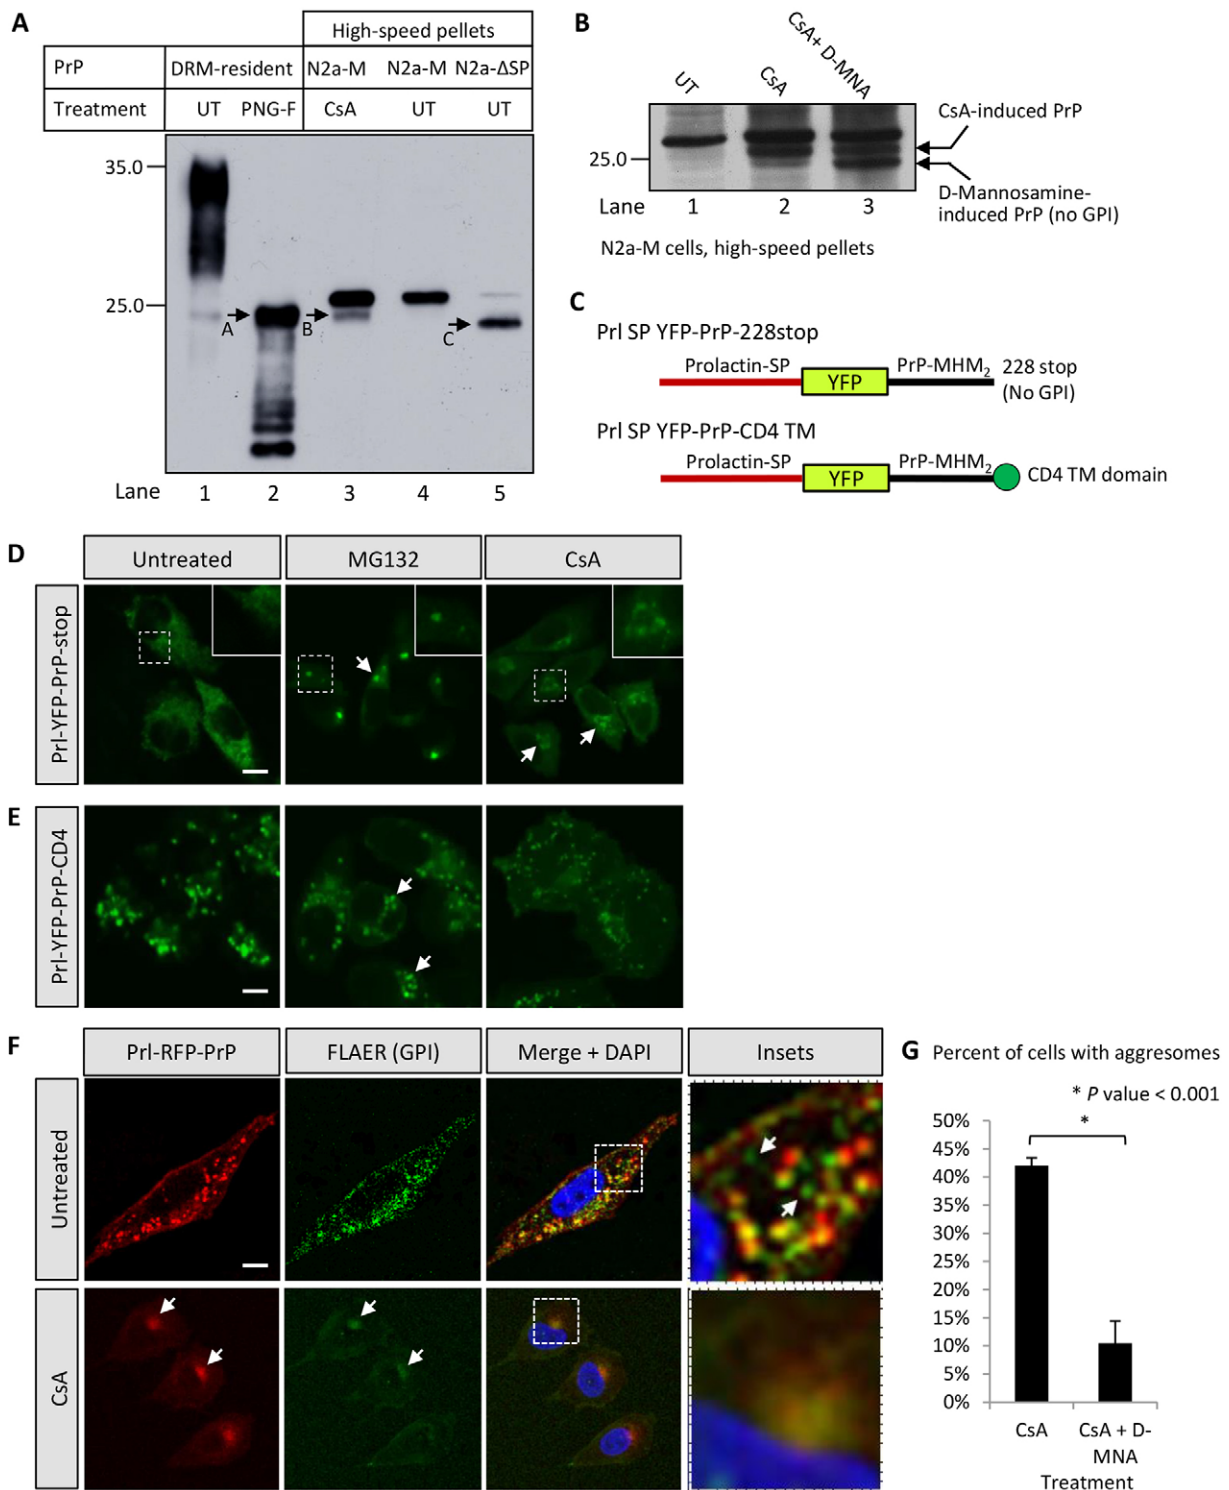 A
High-speed pellets
PrP DRM-resident N2a-M N2a-M N2a-ΔSP
Treatment UT PNG-F CsA UT UT
35.0
25.0
A
B
C
Lane 1 2 3 4 5
B
UT CsA CsA+ D-MNA
25.0
CsA-induced PrP
D-Mannosamine-
induced PrP (no GPI)
Lane 1 2 3
N2a-M cells, high-speed pellets
C
Prl SP YFP-PrP-228stop
Prolactin-SP YFP PrP-MHM₂ 228 stop
(No GPI)
Prl SP YFP-PrP-CD4 TM
Prolactin-SP YFP PrP-MHM₂ CD4 TM domain
D
Untreated MG132 CsA
Prl-YFP-PrP-stop
E
Prl-YFP-PrP-CD4
F
Prl-RFP-PrP FLAER (GPI) Merge + DAPI Insets
Untreated
CsA
G Percent of cells with aggresomes
* P value < 0.001
*
50%
45%
40%
35%
30%
25%
20%
15%
10%
5%
0%
CsA CsA + D-
MNA
Treatment